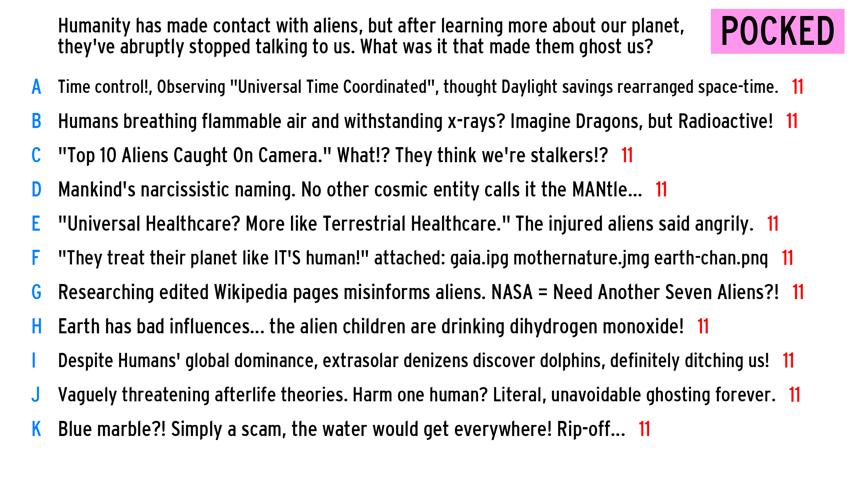 Humanity has made contact with aliens, but after learning more about our planet,
they've abruptly stopped talking to us. What was it that made them ghost us?
POCKED
A Time control!, Observing "Universal Time Coordinated", thought Daylight savings rearranged space-time. 11
B Humans breathing flammable air and withstanding x-rays? Imagine Dragons, but Radioactive! 11
C "Top 10 Aliens Caught On Camera." What!? They think we're stalkers!? 11
D Mankind's narcissistic naming. No other cosmic entity calls it the MANtle... 11
E "Universal Healthcare? More like Terrestrial Healthcare." The injured aliens said angrily. 11
F "They treat their planet like IT'S human!" attached: gaia.ipg mothernature.jmg earth-chan.pnq 11
G Researching edited Wikipedia pages misinforms aliens. NASA = Need Another Seven Aliens?! 11
H Earth has bad influences... the alien children are drinking dihydrogen monoxide! 11
I Despite Humans' global dominance, extrasolar denizens discover dolphins, definitely ditching us! 11
J Vaguely threatening afterlife theories. Harm one human? Literal, unavoidable ghosting forever. 11
K Blue marble?! Simply a scam, the water would get everywhere! Rip-off... 11